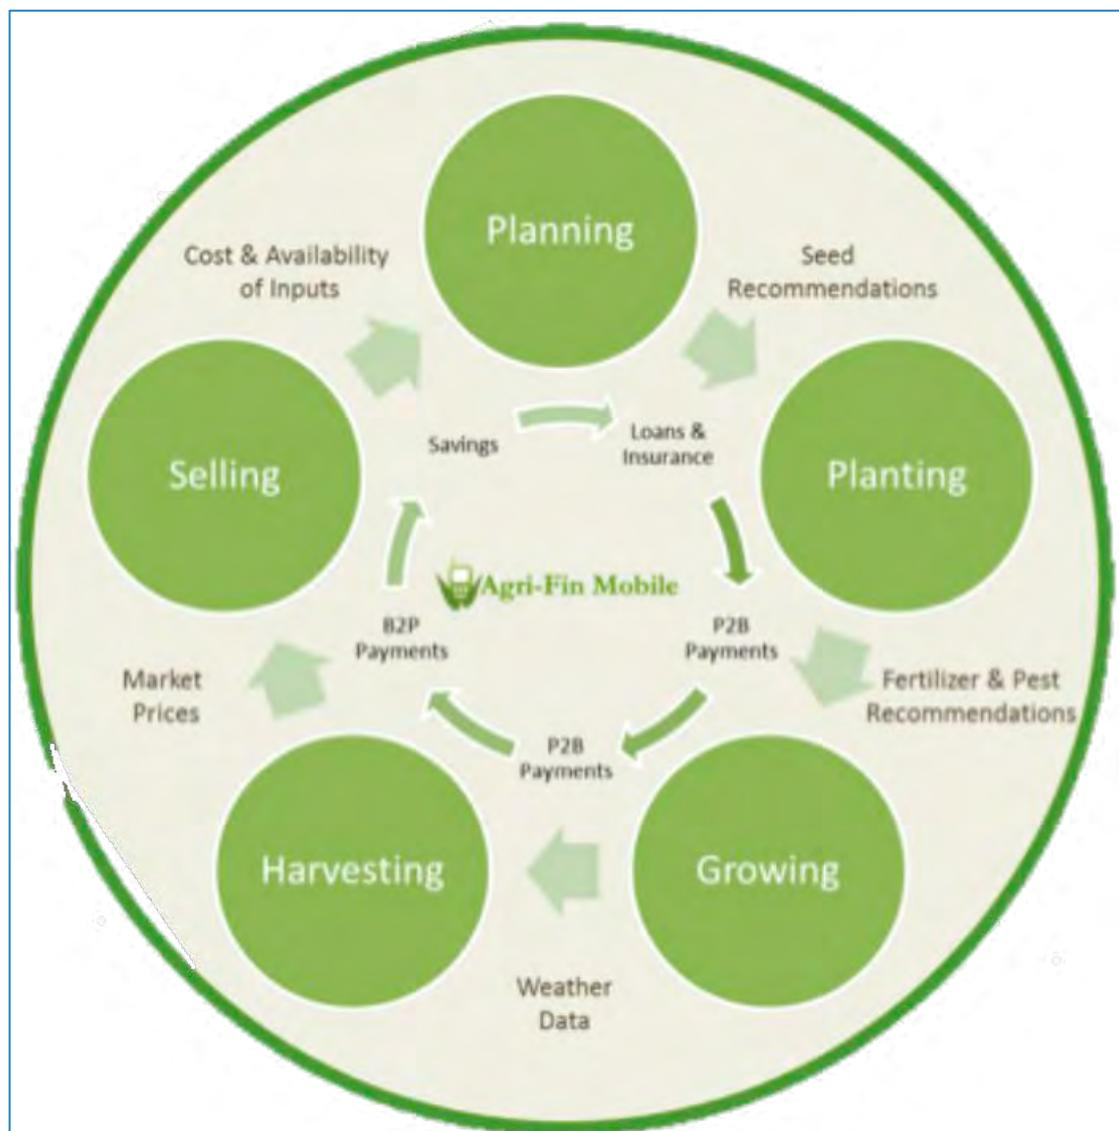 Planning
Cost & Availability
of Inputs
Seed
Recommendations
Selling
Savings
Loans &
Insurance
Planting
Agri-Fin Mobile
B2P
Payments
P2B
Payments
Market
Prices
Fertilizer & Pest
Recommendations
P2B
Payments
Harvesting
Growing
Weather
Data